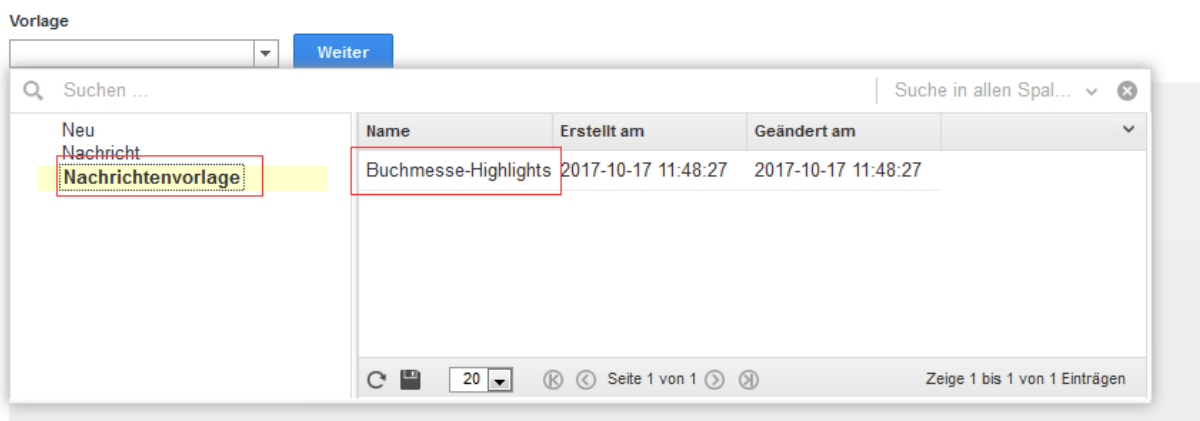 Vorlage
Weiter
Suchen ... Suche in allen Spal...
Neu
Nachricht
Nachrichtenvorlage
Name Erstellt am Geändert am
Buchmesse-Highlights 2017-10-17 11:48:27 2017-10-17 11:48:27
20 Seite 1 von 1 Zeige 1 bis 1 von 1 Einträgen